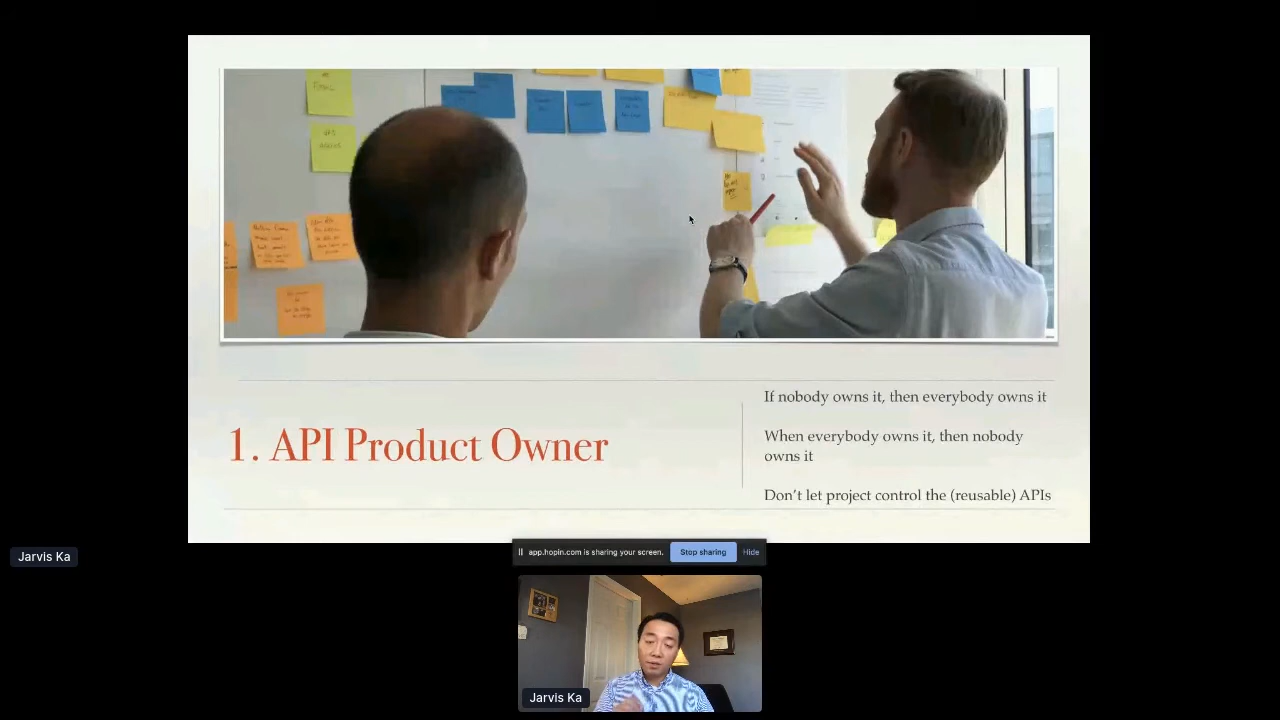 1. API Product Owner
If nobody owns it, then everybody owns it
When everybody owns it, then nobody
owns it
Don’t let project control the (reusable) APIs
Jarvis Ka
app.hopin.com is sharing your screen.
Stop sharing
Hide
Jarvis Ka